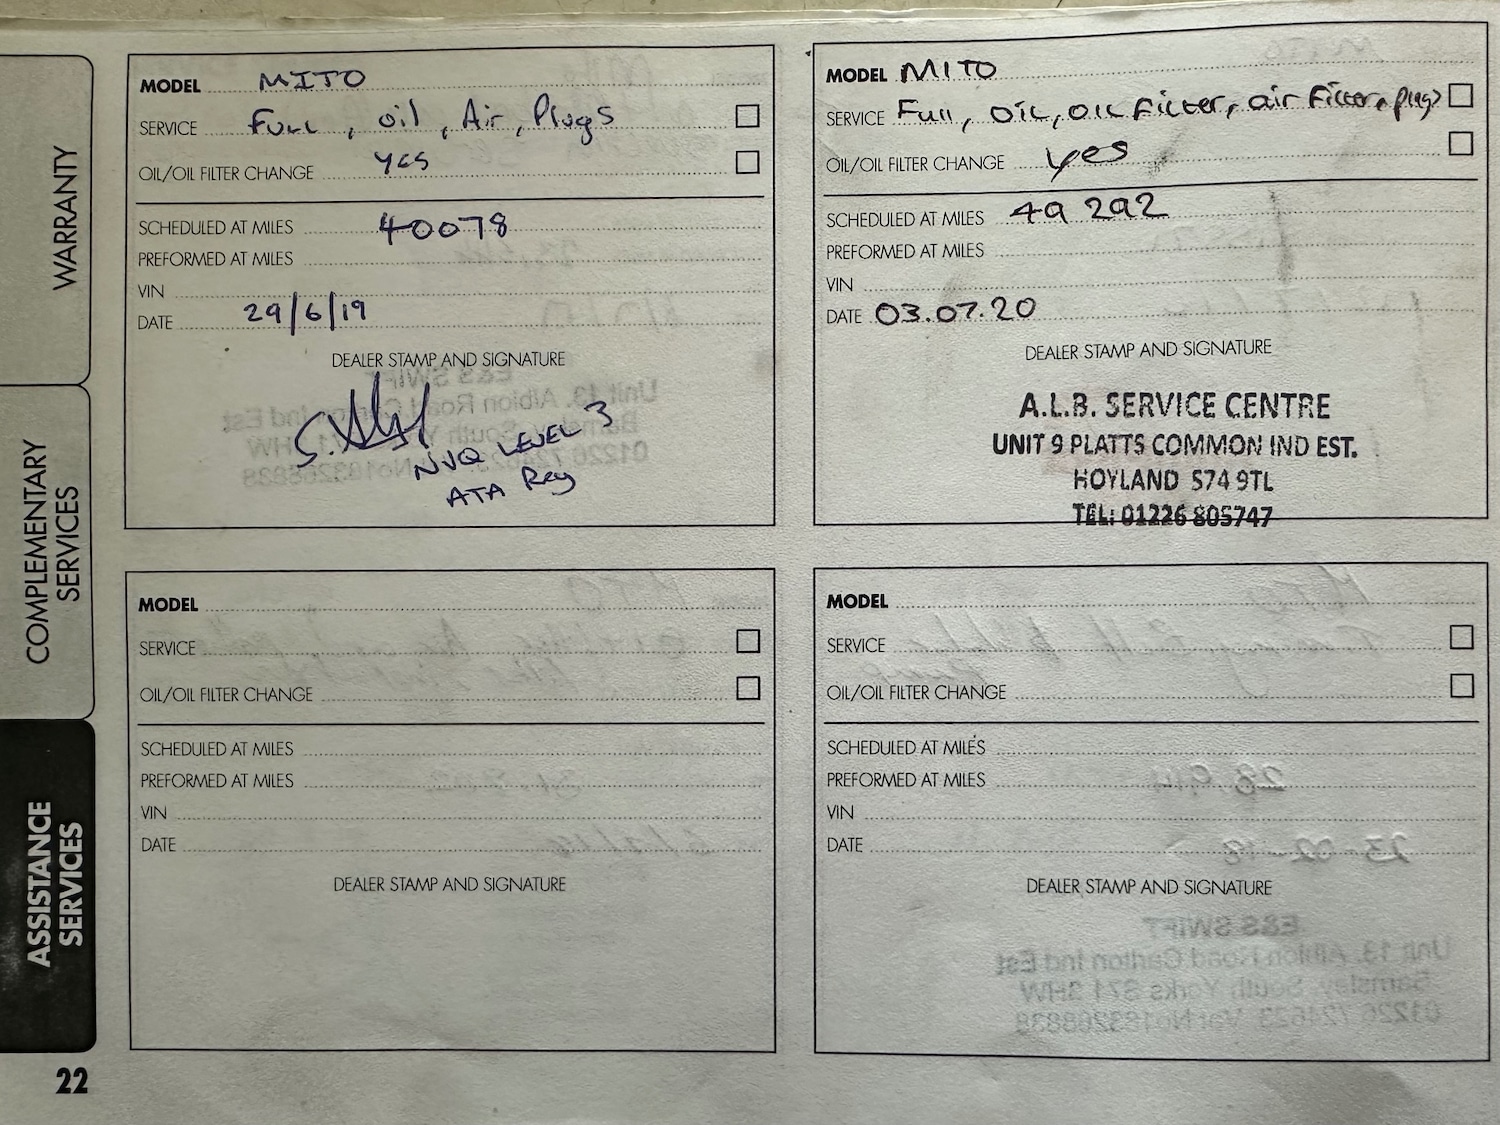 WARRANTY
COMPLEMENTARY
SERVICES
ASSISTANCE
SERVICES
22
MODEL MITO
SERVICE Full, oil, Air, Plugs
OIL/OIL FILTER CHANGE YES
SCHEDULED AT MILES 40078
PREFORMED AT MILES
VIN
DATE 29/6/19
DEALER STAMP AND SIGNATURE
NVQ LEVEL 3
ATA Reg
MODEL MITO
SERVICE Full, OIL, OIL Filter, air Filter, plugs
OIL/OIL FILTER CHANGE yes
SCHEDULED AT MILES 49 292
PREFORMED AT MILES
VIN
DATE 03.07.20
DEALER STAMP AND SIGNATURE
A.L.B. SERVICE CENTRE
UNIT 9 PLATTS COMMON IND EST.
HOYLAND S74 9TL
TEL: 01226 805747
MODEL
SERVICE
OIL/OIL FILTER CHANGE
SCHEDULED AT MILES
PREFORMED AT MILES
VIN
DATE
DEALER STAMP AND SIGNATURE
MODEL
SERVICE
OIL/OIL FILTER CHANGE
SCHEDULED AT MILES
PREFORMED AT MILES
VIN
DATE
DEALER STAMP AND SIGNATURE